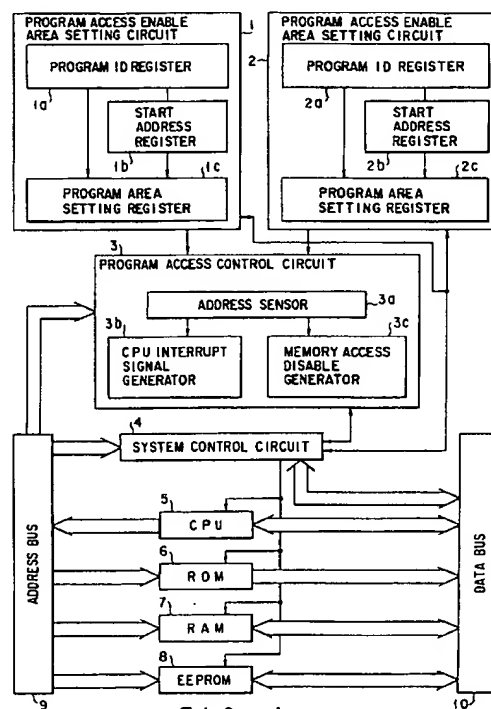 PROGRAM ACCESS ENABLE
AREA SETTING CIRCUIT
1
PROGRAM ID REGISTER
1a
START
ADDRESS
REGISTER
1b
1c
PROGRAM AREA
SETTING REGISTER
PROGRAM ACCESS ENABLE
AREA SETTING CIRCUIT
2
PROGRAM ID REGISTER
2a
START
ADDRESS
REGISTER
2b
2c
PROGRAM AREA
SETTING REGISTER
3
PROGRAM ACCESS CONTROL CIRCUIT
ADDRESS SENSOR
3a
3b
CPU INTERRUPT
SIGNAL
GENERATOR
3c
MEMORY ACCESS
DISABLE
GENERATOR
4
SYSTEM CONTROL CIRCUIT
5
CPU
6
ROM
7
RAM
8
EEPROM
ADDRESS BUS
9
DATA BUS
10